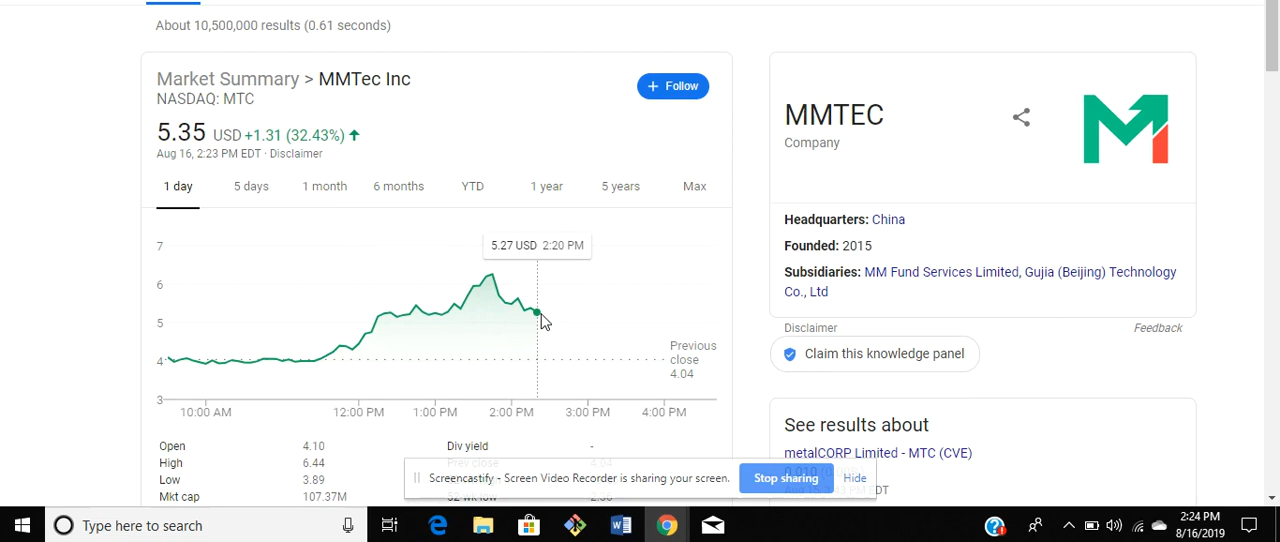 About 10,500,000 results (0.61 seconds)
Market Summary > MMTec Inc
NASDAQ: MTC
+ Follow
5.35 USD +1.31 (32.43%)
Aug 16, 2:23 PM EDT · Disclaimer
1 day 5 days 1 month 6 months YTD 1 year 5 years Max
5.27 USD 2:20 PM
7
6
5
4
3
Previous
close
4.04
10:00 AM 12:00 PM 1:00 PM 2:00 PM 3:00 PM 4:00 PM
Open 4.10 Div yield -
High 6.44 Prev close 4.04
Low 3.89
Mkt cap 107.37M 52-wk low
MMTEC
Company
Headquarters: China
Founded: 2015
Subsidiaries: MM Fund Services Limited, Gujia (Beijing) Technology
Co., Ltd
Disclaimer Feedback
Claim this knowledge panel
See results about
metalCORP Limited - MTC (CVE)
Screencastify - Screen Video Recorder is sharing your screen. Stop sharing Hide
Type here to search
2:24 PM
8/16/2019